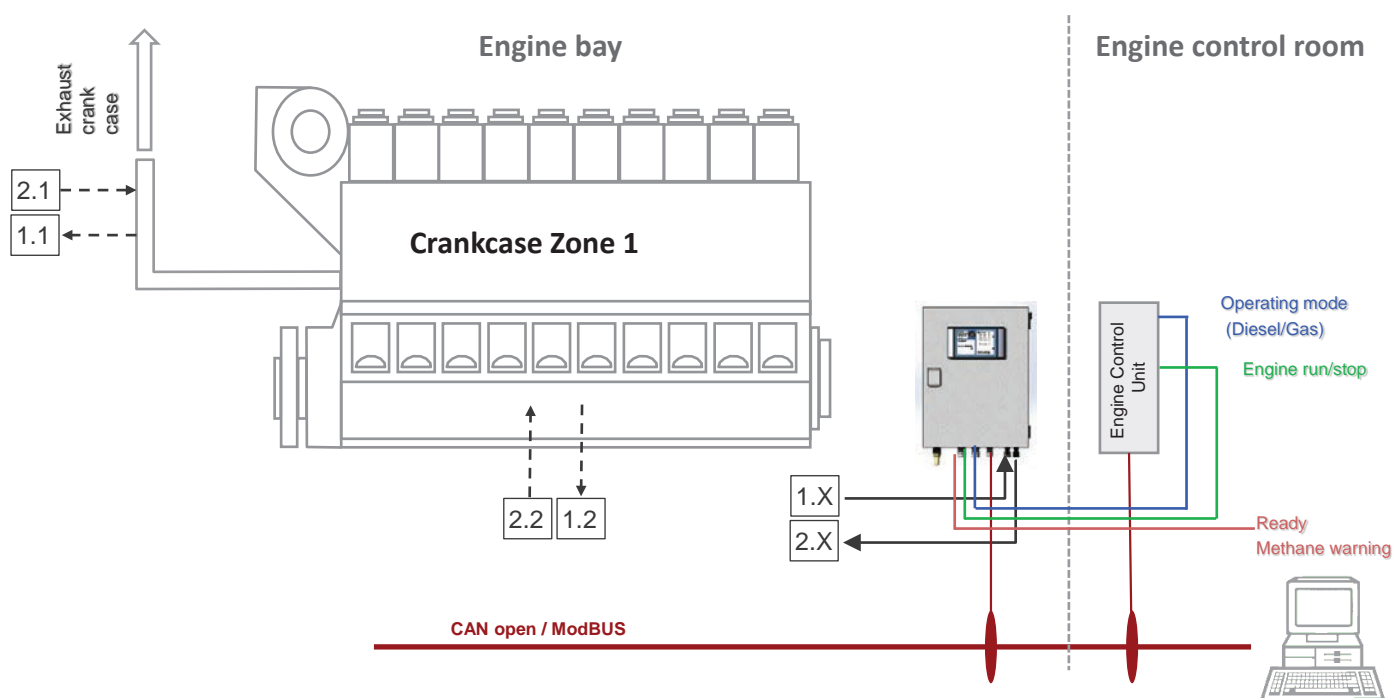 Engine bay
Engine control room
Exhaust
crank
case
2.1
1.1
Crankcase Zone 1
2.2
1.2
1.X
2.X
Engine Control
Unit
Operating mode
(Diesel/Gas)
Engine run/stop
Ready
Methane warning
CAN open / ModBUS